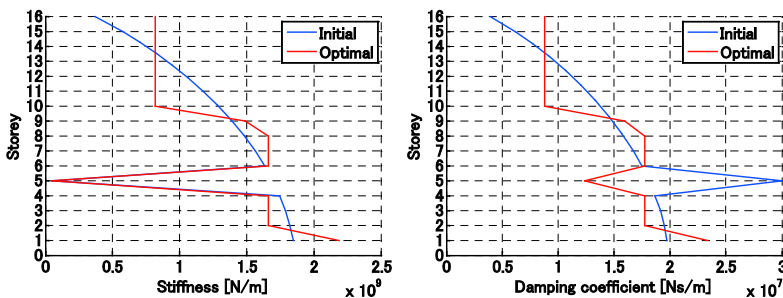 16
15
14
13
12
11
10
9
8
7
6
5
4
3
2
1
Storey
Initial
Optimal
0 0.5 1 1.5 2 2.5
Stiffness [N/m]
x 10^9
16
15
14
13
12
11
10
9
8
7
6
5
4
3
2
1
Storey
Initial
Optimal
0 0.5 1 1.5 2 2.5 3
Damping coefficient [Ns/m]
x 10^7